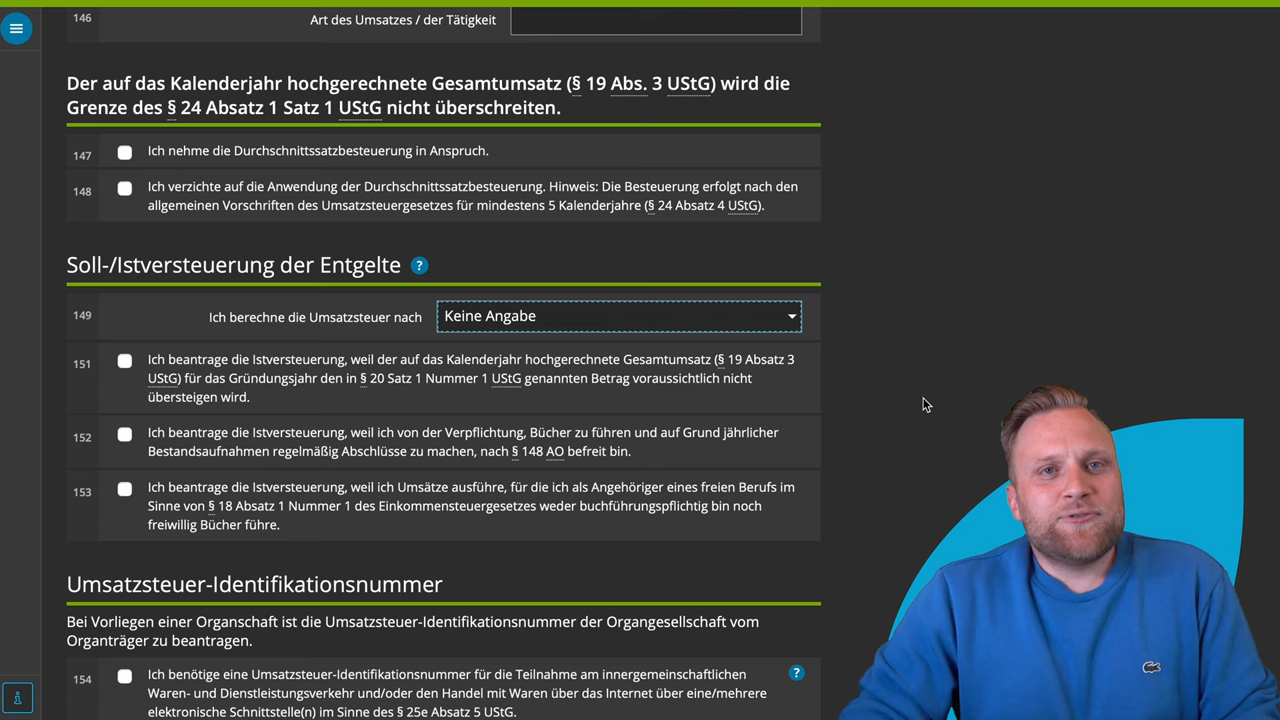 146
Art des Umsatzes / der Tätigkeit
Der auf das Kalenderjahr hochgerechnete Gesamtumsatz (§ 19 Abs. 3 UStG) wird die
Grenze des § 24 Absatz 1 Satz 1 UStG nicht überschreiten.
147
Ich nehme die Durchschnittssatzbesteuerung in Anspruch.
148
Ich verzichte auf die Anwendung der Durchschnittssatzbesteuerung. Hinweis: Die Besteuerung erfolgt nach den
allgemeinen Vorschriften des Umsatzsteuergesetzes für mindestens 5 Kalenderjahre (§ 24 Absatz 4 UStG).
Soll-/Istversteuerung der Entgelte ?
149
Ich berechne die Umsatzsteuer nach
Keine Angabe
151
Ich beantrage die Istversteuerung, weil der auf das Kalenderjahr hochgerechnete Gesamtumsatz (§ 19 Absatz 3
UStG) für das Gründungsjahr den in § 20 Satz 1 Nummer 1 UStG genannten Betrag voraussichtlich nicht
übersteigen wird.
152
Ich beantrage die Istversteuerung, weil ich von der Verpflichtung, Bücher zu führen und auf Grund jährlicher
Bestandsaufnahmen regelmäßig Abschlüsse zu machen, nach § 148 AO befreit bin.
153
Ich beantrage die Istversteuerung, weil ich Umsätze ausführe, für die ich als Angehöriger eines freien Berufs im
Sinne von § 18 Absatz 1 Nummer 1 des Einkommensteuergesetzes weder buchführungspflichtig bin noch
freiwillig Bücher führe.
Umsatzsteuer-Identifikationsnummer
Bei Vorliegen einer Organschaft ist die Umsatzsteuer-Identifikationsnummer der Organgesellschaft vom
Organträger zu beantragen.
154
Ich benötige eine Umsatzsteuer-Identifikationsnummer für die Teilnahme am innergemeinschaftlichen ?
Waren- und Dienstleistungsverkehr und/oder den Handel mit Waren über das Internet über eine/mehrere
elektronische Schnittstelle(n) im Sinne des § 25e Absatz 5 UStG.